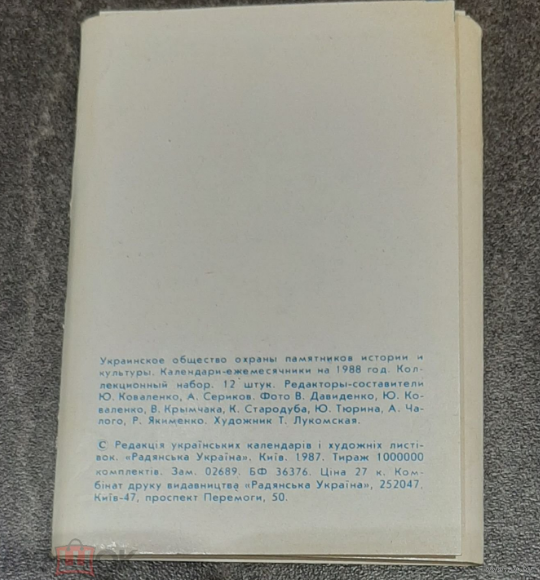 Украинское общество охраны памятников истории и
культуры. Календари-ежемесячники на 1988 год. Кол-
лекционный набор. 12 штук. Редакторы-составители
Ю. Коваленко, А. Сериков. Фото В. Давиденко, Ю. Ко-
валенко, В. Крымчака, К. Стародуба, Ю. Тюрина, А. Ча-
лого, Р. Якименко. Художник Т. Лукомская.
© Редакція українських календарів і художніх листі-
вок. «Радянська Україна», Київ. 1987. Тираж 1000000
комплектів. Зам. 02689. БФ 36376. Ціна 27 к. Ком-
бінат друку видавництва «Радянська Україна», 252047,
Київ-47, проспект Перемоги, 50.